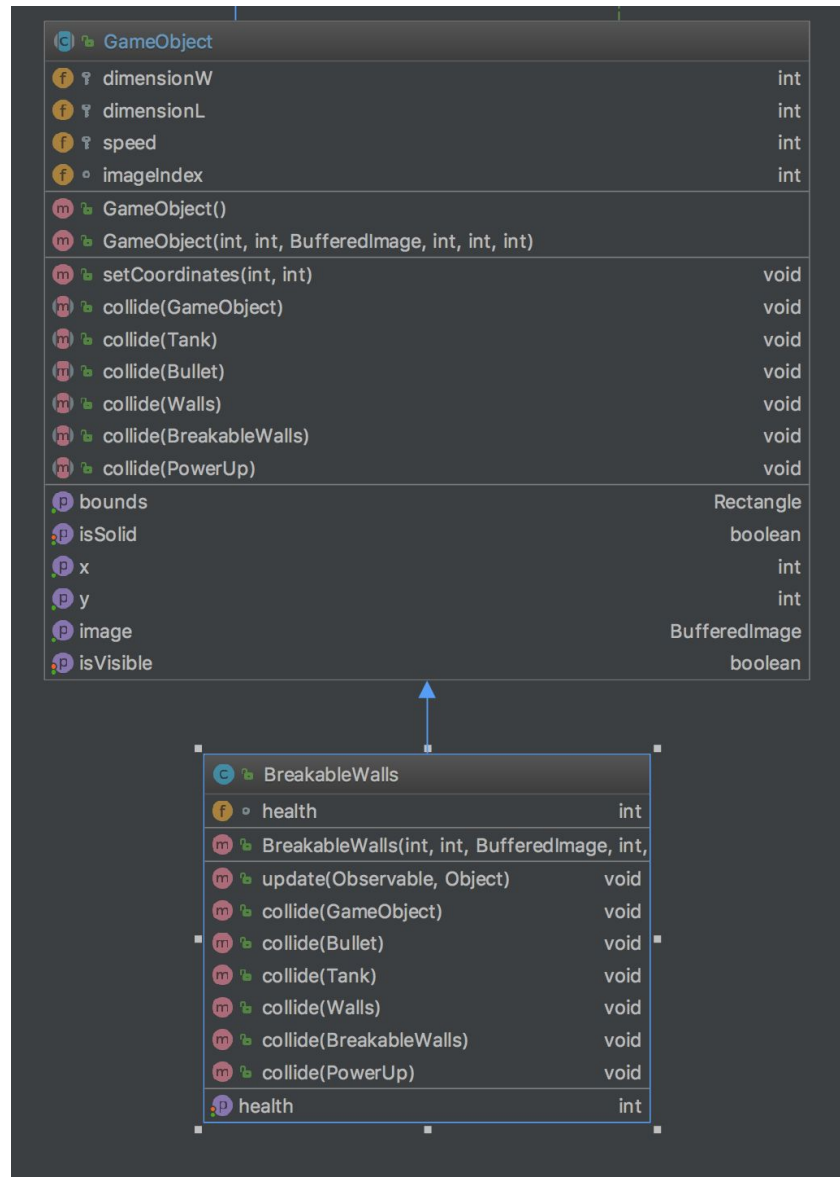 GameObject
dimensionW int
dimensionL int
speed int
imageIndex int
GameObject()
GameObject(int, int, BufferedImage, int, int, int)
setCoordinates(int, int) void
collide(GameObject) void
collide(Tank) void
collide(Bullet) void
collide(Walls) void
collide(BreakableWalls) void
collide(PowerUp) void
bounds Rectangle
isSolid boolean
x int
y int
image BufferedImage
isVisible boolean
BreakableWalls
health int
BreakableWalls(int, int, BufferedImage, int,
update(Observable, Object) void
collide(GameObject) void
collide(Bullet) void
collide(Tank) void
collide(Walls) void
collide(BreakableWalls) void
collide(PowerUp) void
health int